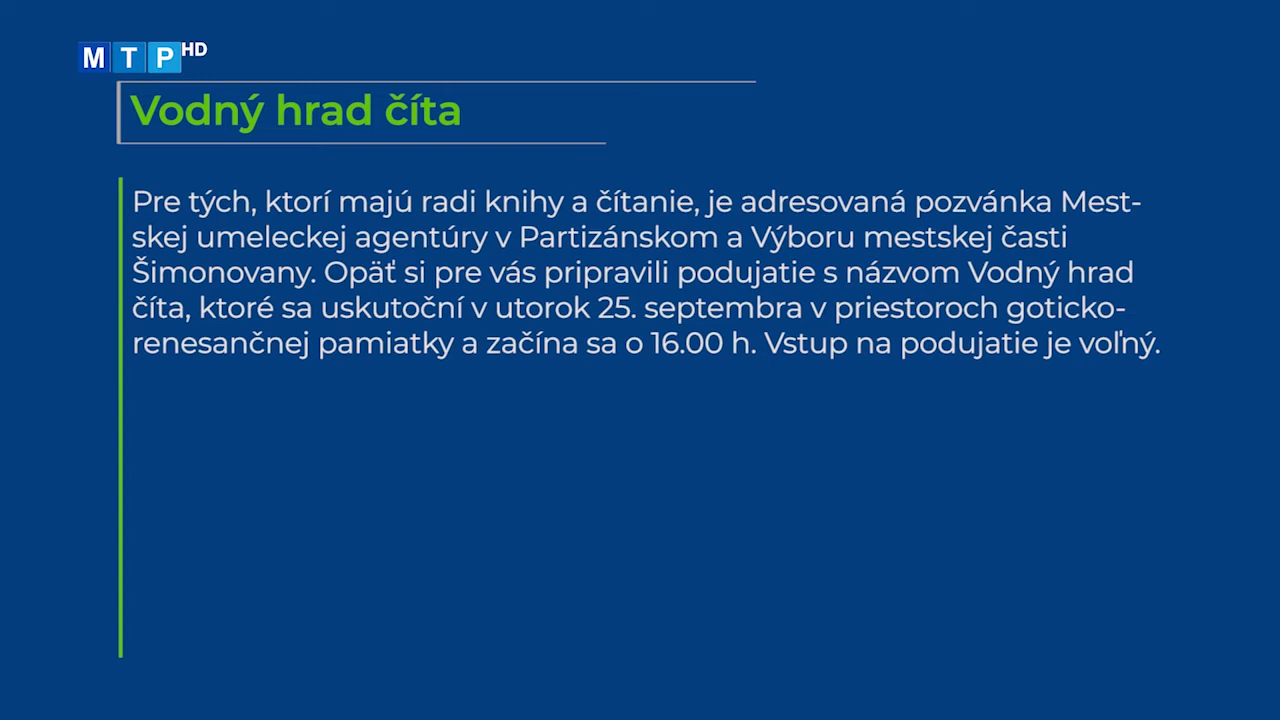 MTP HD
Vodný hrad číta
Pre tých, ktorí majú radi knihy a čítanie, je adresovaná pozvánka Mest-
skej umeleckej agentúry v Partizánskom a Výboru mestskej časti
Šimonovany. Opäť si pre vás pripravili podujatie s názvom Vodný hrad
číta, ktoré sa uskutoční v utorok 25. septembra v priestoroch goticko-
renesančnej pamiatky a začína sa o 16.00 h. Vstup na podujatie je voľný.